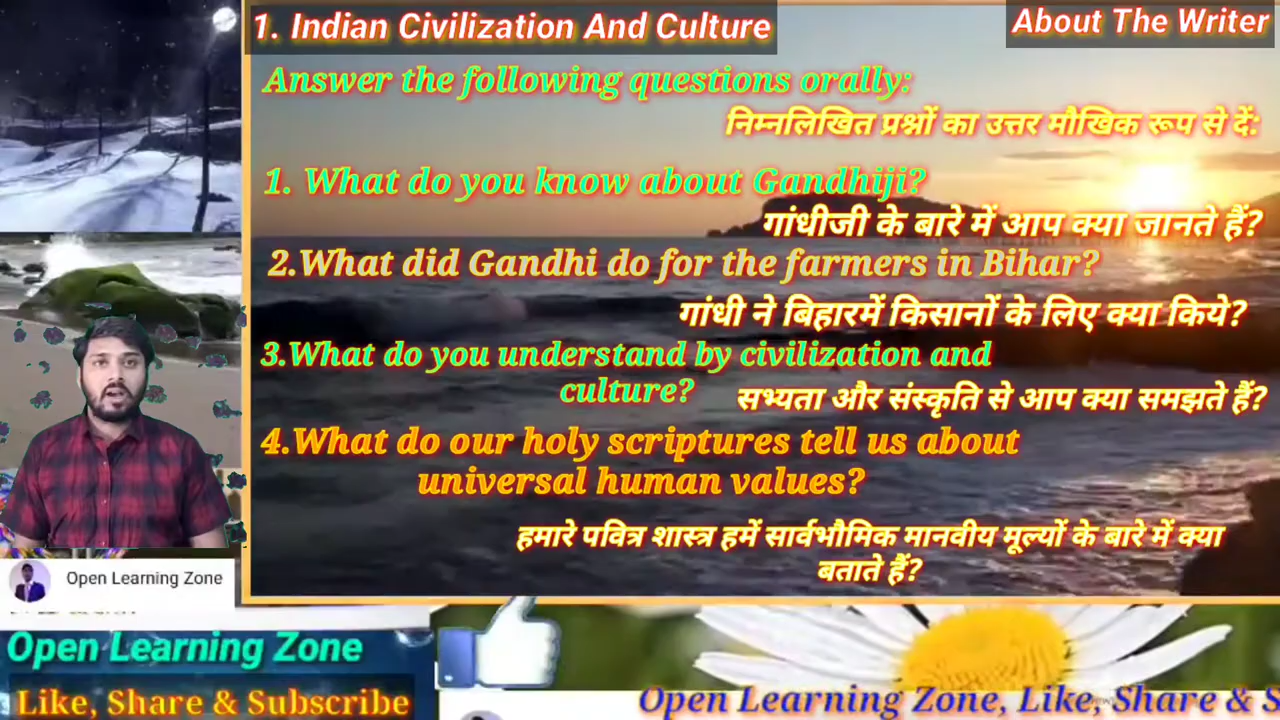 1. Indian Civilization And Culture
About The Writer
Answer the following questions orally:
निम्नलिखित प्रश्नों का उत्तर मौखिक रूप से दें:
1. What do you know about Gandhiji?
गांधीजी के बारे में आप क्या जानते हैं?
2.What did Gandhi do for the farmers in Bihar?
गांधी ने बिहारमें किसानों के लिए क्या किये?
3.What do you understand by civilization and
culture?
सभ्यता और संस्कृति से आप क्या समझते हैं?
4.What do our holy scriptures tell us about
universal human values?
हमारे पवित्र शास्त्र हमें सार्वभौमिक मानवीय मूल्यों के बारे में क्या
बताते हैं?
Open Learning Zone
Open Learning Zone
Like, Share & Subscribe
Open Learning Zone, Like, Share & S